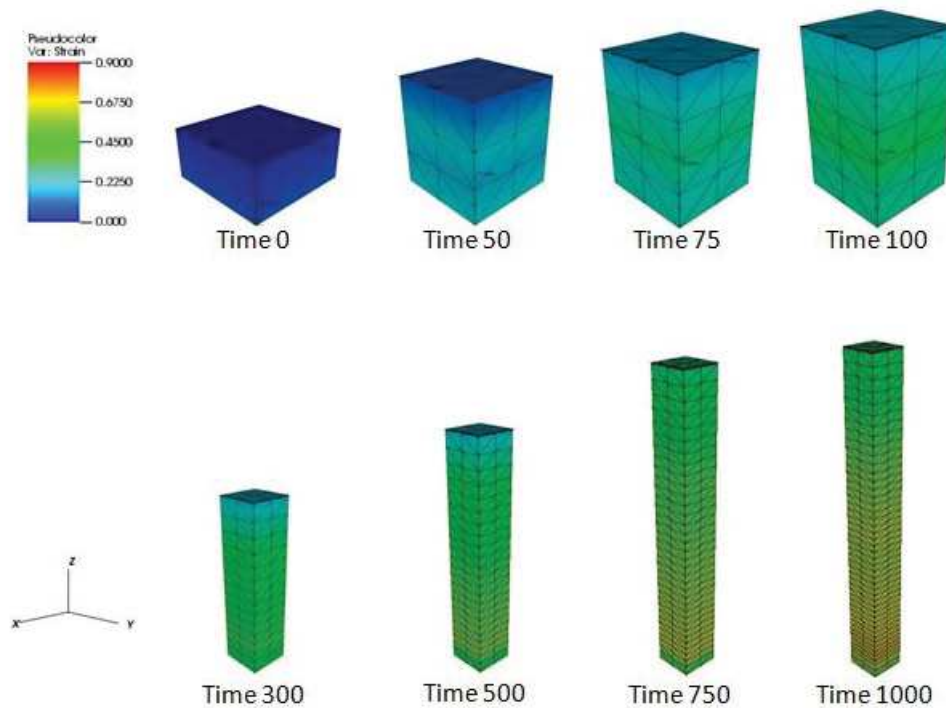 Pseudocolor
Var: Strain
0.9000
0.6750
0.4500
0.2250
0.000
Time 0
Time 50
Time 75
Time 100
Z
X
Y
Time 300
Time 500
Time 750
Time 1000